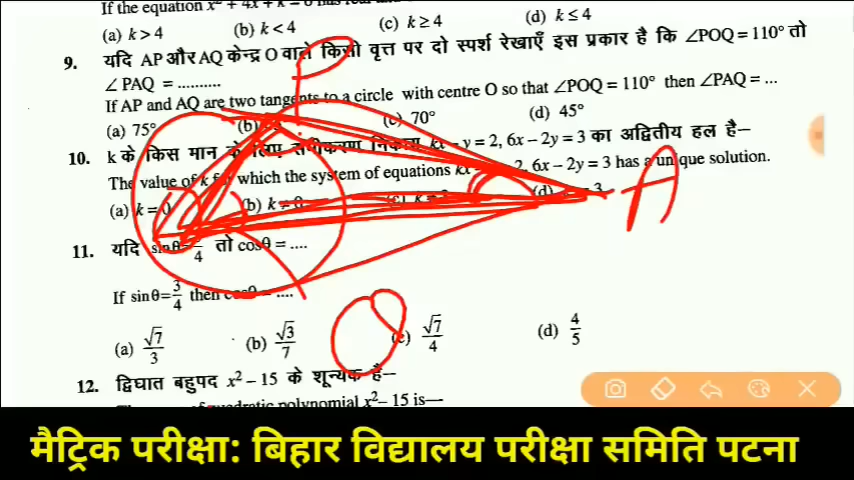 If the equation x² + 4x + k = 0 has real and
(a) k > 4 (b) k < 4 (c) k ≥ 4 (d) k ≤ 4
9. यदि AP और AQ केन्द्र O वाले किसी वृत्त पर दो स्पर्श रेखाएँ इस प्रकार है कि ∠POQ = 110° तो
∠ PAQ = ..........
If AP and AQ are two tangents to a circle with centre O so that ∠POQ = 110° then ∠PAQ = ...
(a) 75° (b) (c) 70° (d) 45°
10. k के किस मान के लिए समीकरण निकाय kx - y = 2, 6x – 2y = 3 का अद्वितीय हल है—
The value of k for which the system of equations kx 2, 6x – 2y = 3 has a unique solution.
(a) k = 0 (b) k ≠ 0 (c) k (d) 3
11. यदि sinθ = /4 तो cosθ = ....
If sinθ = 3/4 then cosθ = ....
(a) √7/3 (b) √3/7 (c) √7/4 (d) 4/5
12. द्विघात बहुपद x² – 15 के शून्यक हैं—
quadratic polynomial x² – 15 is—
P
A
मैट्रिक परीक्षा: बिहार विद्यालय परीक्षा समिति पटना